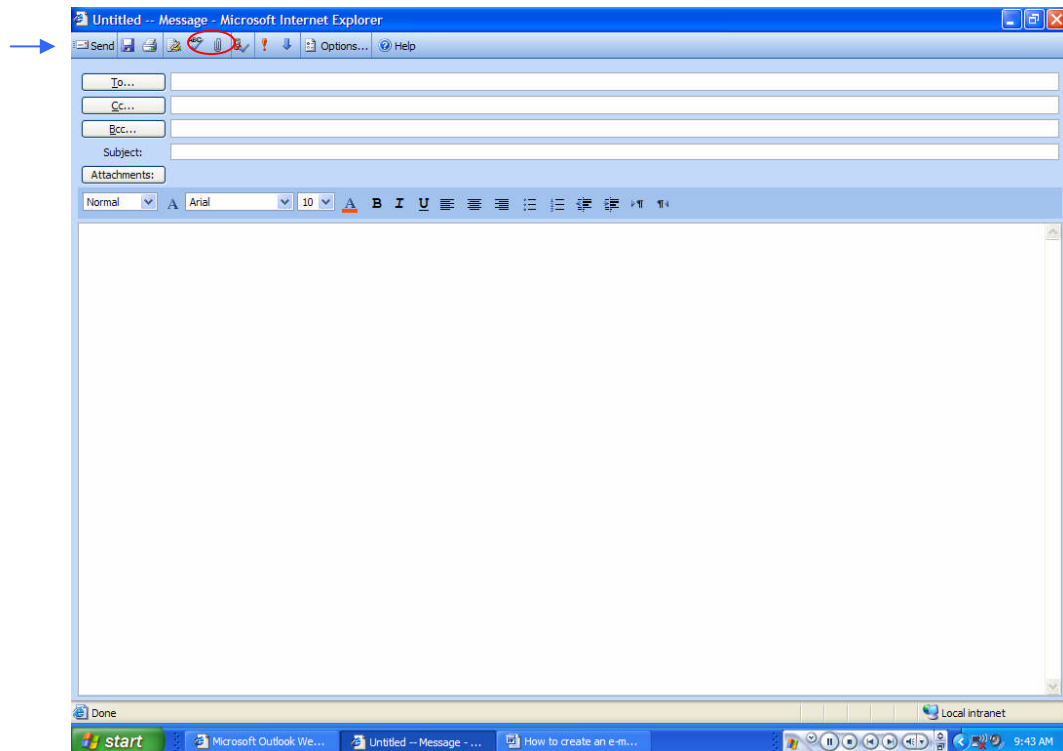 Untitled -- Message - Microsoft Internet Explorer
Send Options... Help
To...
Cc...
Bcc...
Subject:
Attachments:
Normal A Arial 10 A B I U
Done Local intranet
start Microsoft Outlook We... Untitled -- Message - ... How to create an e-m... 9:43 AM